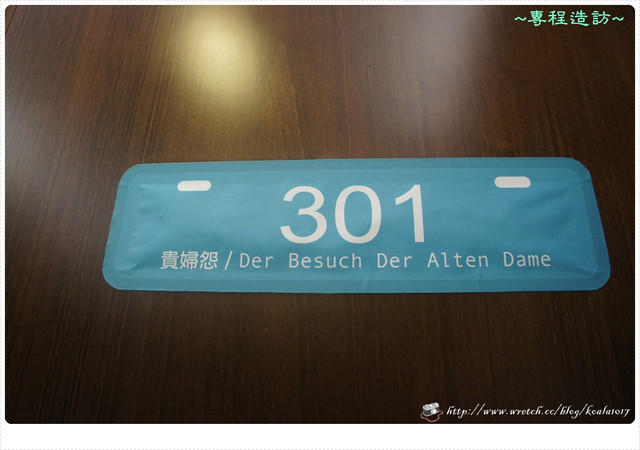 ~專程造訪~
301
貴婦怨/Der Besuch Der Alten Dame
http://www.wretch.cc/blog/koala1017